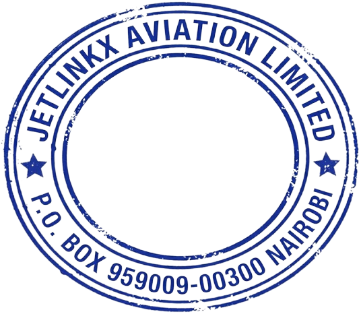 JETLINKX AVIATION LIMITED
P.O. BOX 959009-00300 NAIROBI